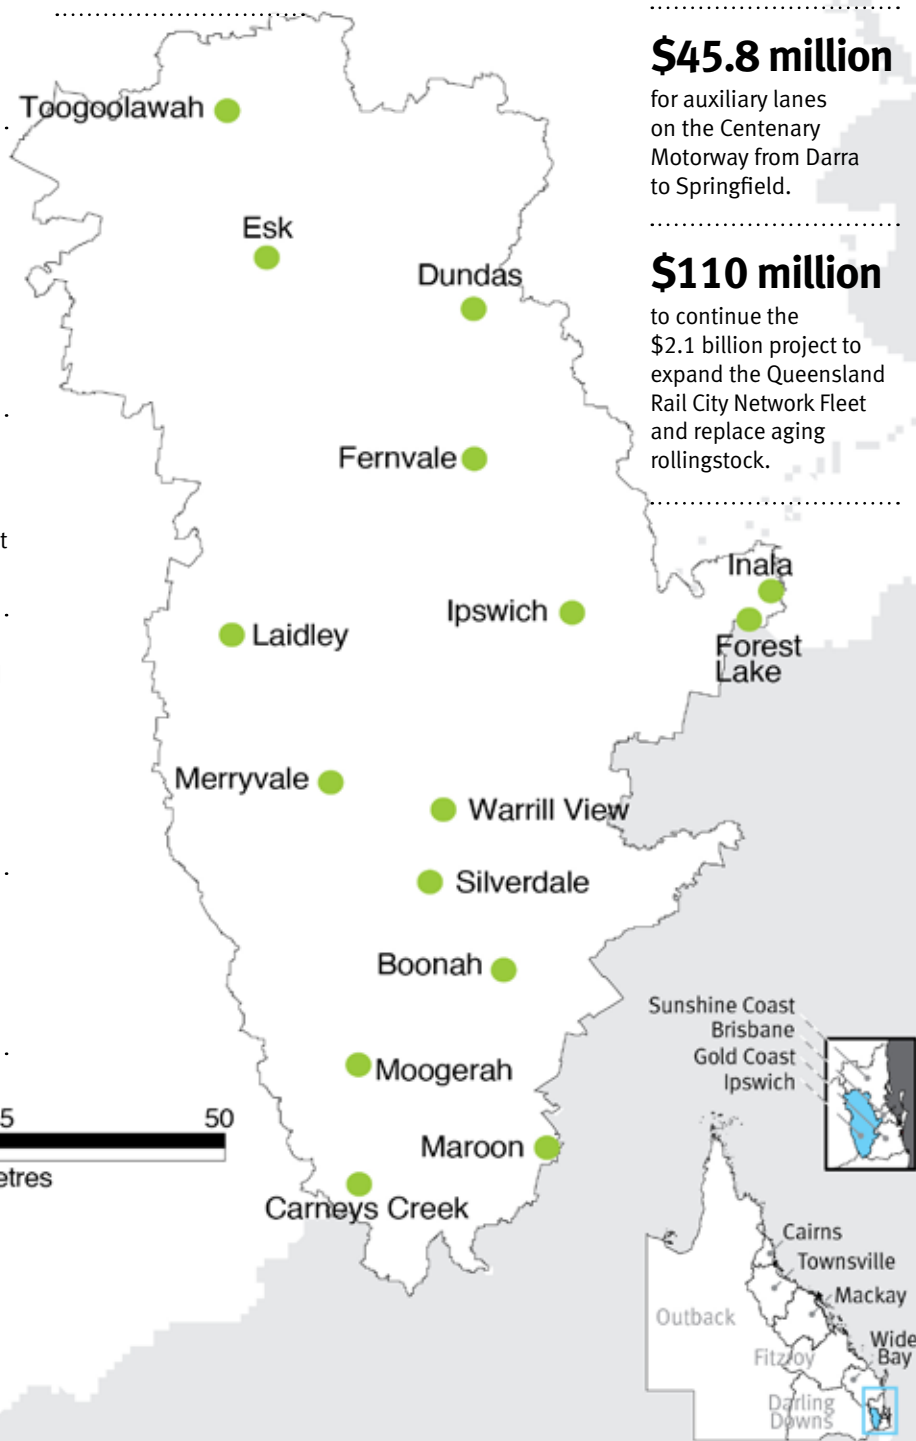 $45.8 million
for auxiliary lanes
on the Centenary
Motorway from Darra
to Springfield.
$110 million
to continue the
$2.1 billion project to
expand the Queensland
Rail City Network Fleet
and replace aging
rollingstock.
Toogoolawah
Esk
Dundas
Fernvale
t
Inala
Ipswich
Laidley
Forest
Lake
Merryvale
Warrill View
Silverdale
Boonah
Moogerah
Maroon
Carneys Creek
5 50
etres
Sunshine Coast
Brisbane
Gold Coast
Ipswich
Cairns
Townsville
Mackay
Outback
Wide
Bay
Fitzroy
Darling
Downs